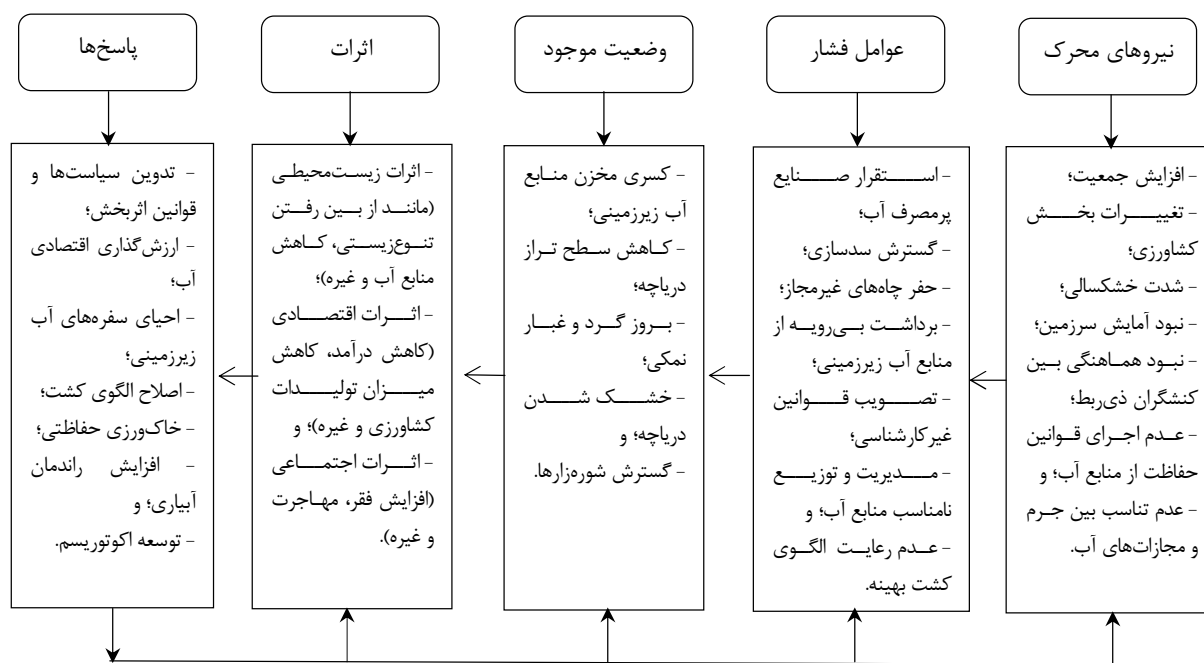 نیروهای محرک
عوامل فشار
وضعیت موجود
اثرات
پاسخ‌ها
- افزایش جمعیت؛
- تغییرات بخش
کشاورزی؛
- شدت خشکسالی؛
- نبود آمایش سرزمین؛
- نبود هماهنگی بین
کنشگران ذی‌ربط؛
- عدم اجرای قوانین
حفاظت از منابع آب؛ و
- عدم تناسب بین جرم
و مجازات‌های آب.
- استقرار صنایع
پرمصرف آب؛
- گسترش سدسازی؛
- حفر چاه‌های غیرمجاز؛
- برداشت بی‌رویه از
منابع آب زیرزمینی؛
- تصویب قوانین
غیرکارشناسی؛
- مدیریت و توزیع
نامناسب منابع آب؛ و
- عدم رعایت الگوی
کشت بهینه.
- کسری مخزن منابع
آب زیرزمینی؛
- کاهش سطح تراز
دریاچه؛
- بروز گرد و غبار
نمکی؛
- خشک شدن
دریاچه؛ و
- گسترش شوره‌زارها.
- اثرات زیست‌محیطی
(مانند از بین رفتن
تنوع‌زیستی، کاهش
منابع آب و غیره)؛
- اثرات اقتصادی
(کاهش درآمد، کاهش
میزان تولیدات
کشاورزی و غیره)؛ و
- اثرات اجتماعی
(افزایش فقر، مهاجرت
و غیره).
- تدوین سیاست‌ها و
قوانین اثربخش؛
- ارزش‌گذاری اقتصادی
آب؛
- احیای سفره‌های آب
زیرزمینی؛
- اصلاح الگوی کشت؛
- خاک‌ورزی حفاظتی؛
- افزایش راندمان
آبیاری؛ و
- توسعه اکوتوریسم.